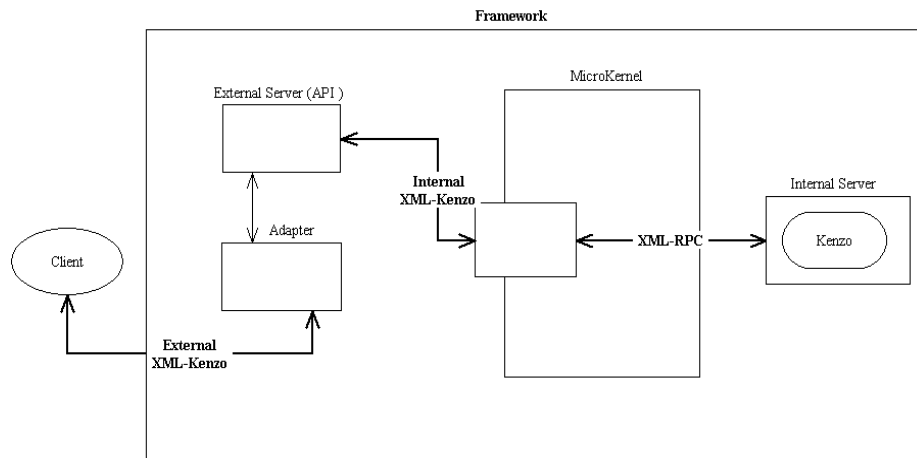 Framework
MicroKernel
External Server (API )
Internal
XML-Kenzo
Internal Server
Adapter
XML-RPC
Kenzo
Client
External
XML-Kenzo